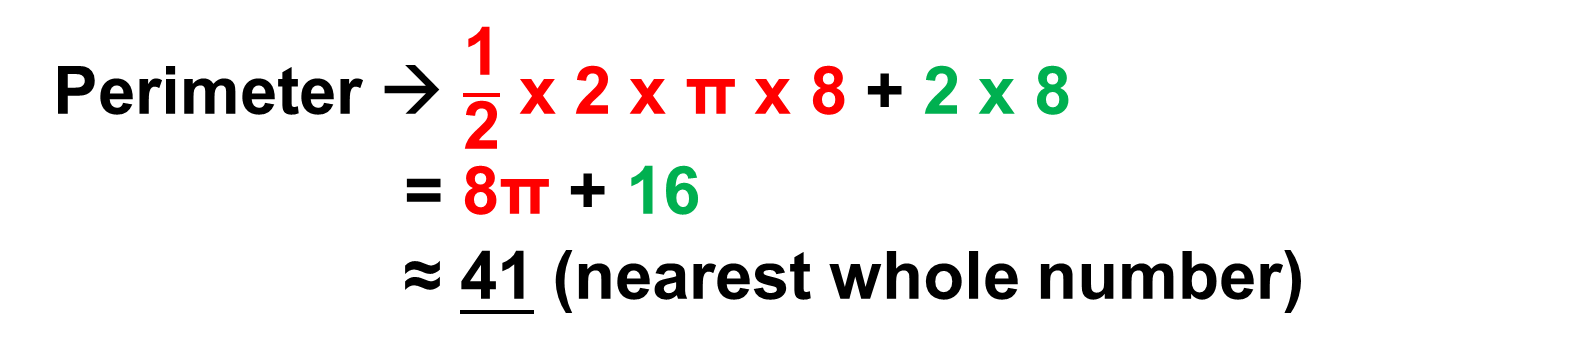 Perimeter → 1/2 x 2 x π x 8 + 2 x 8
= 8π + 16
≈ 41 (nearest whole number)